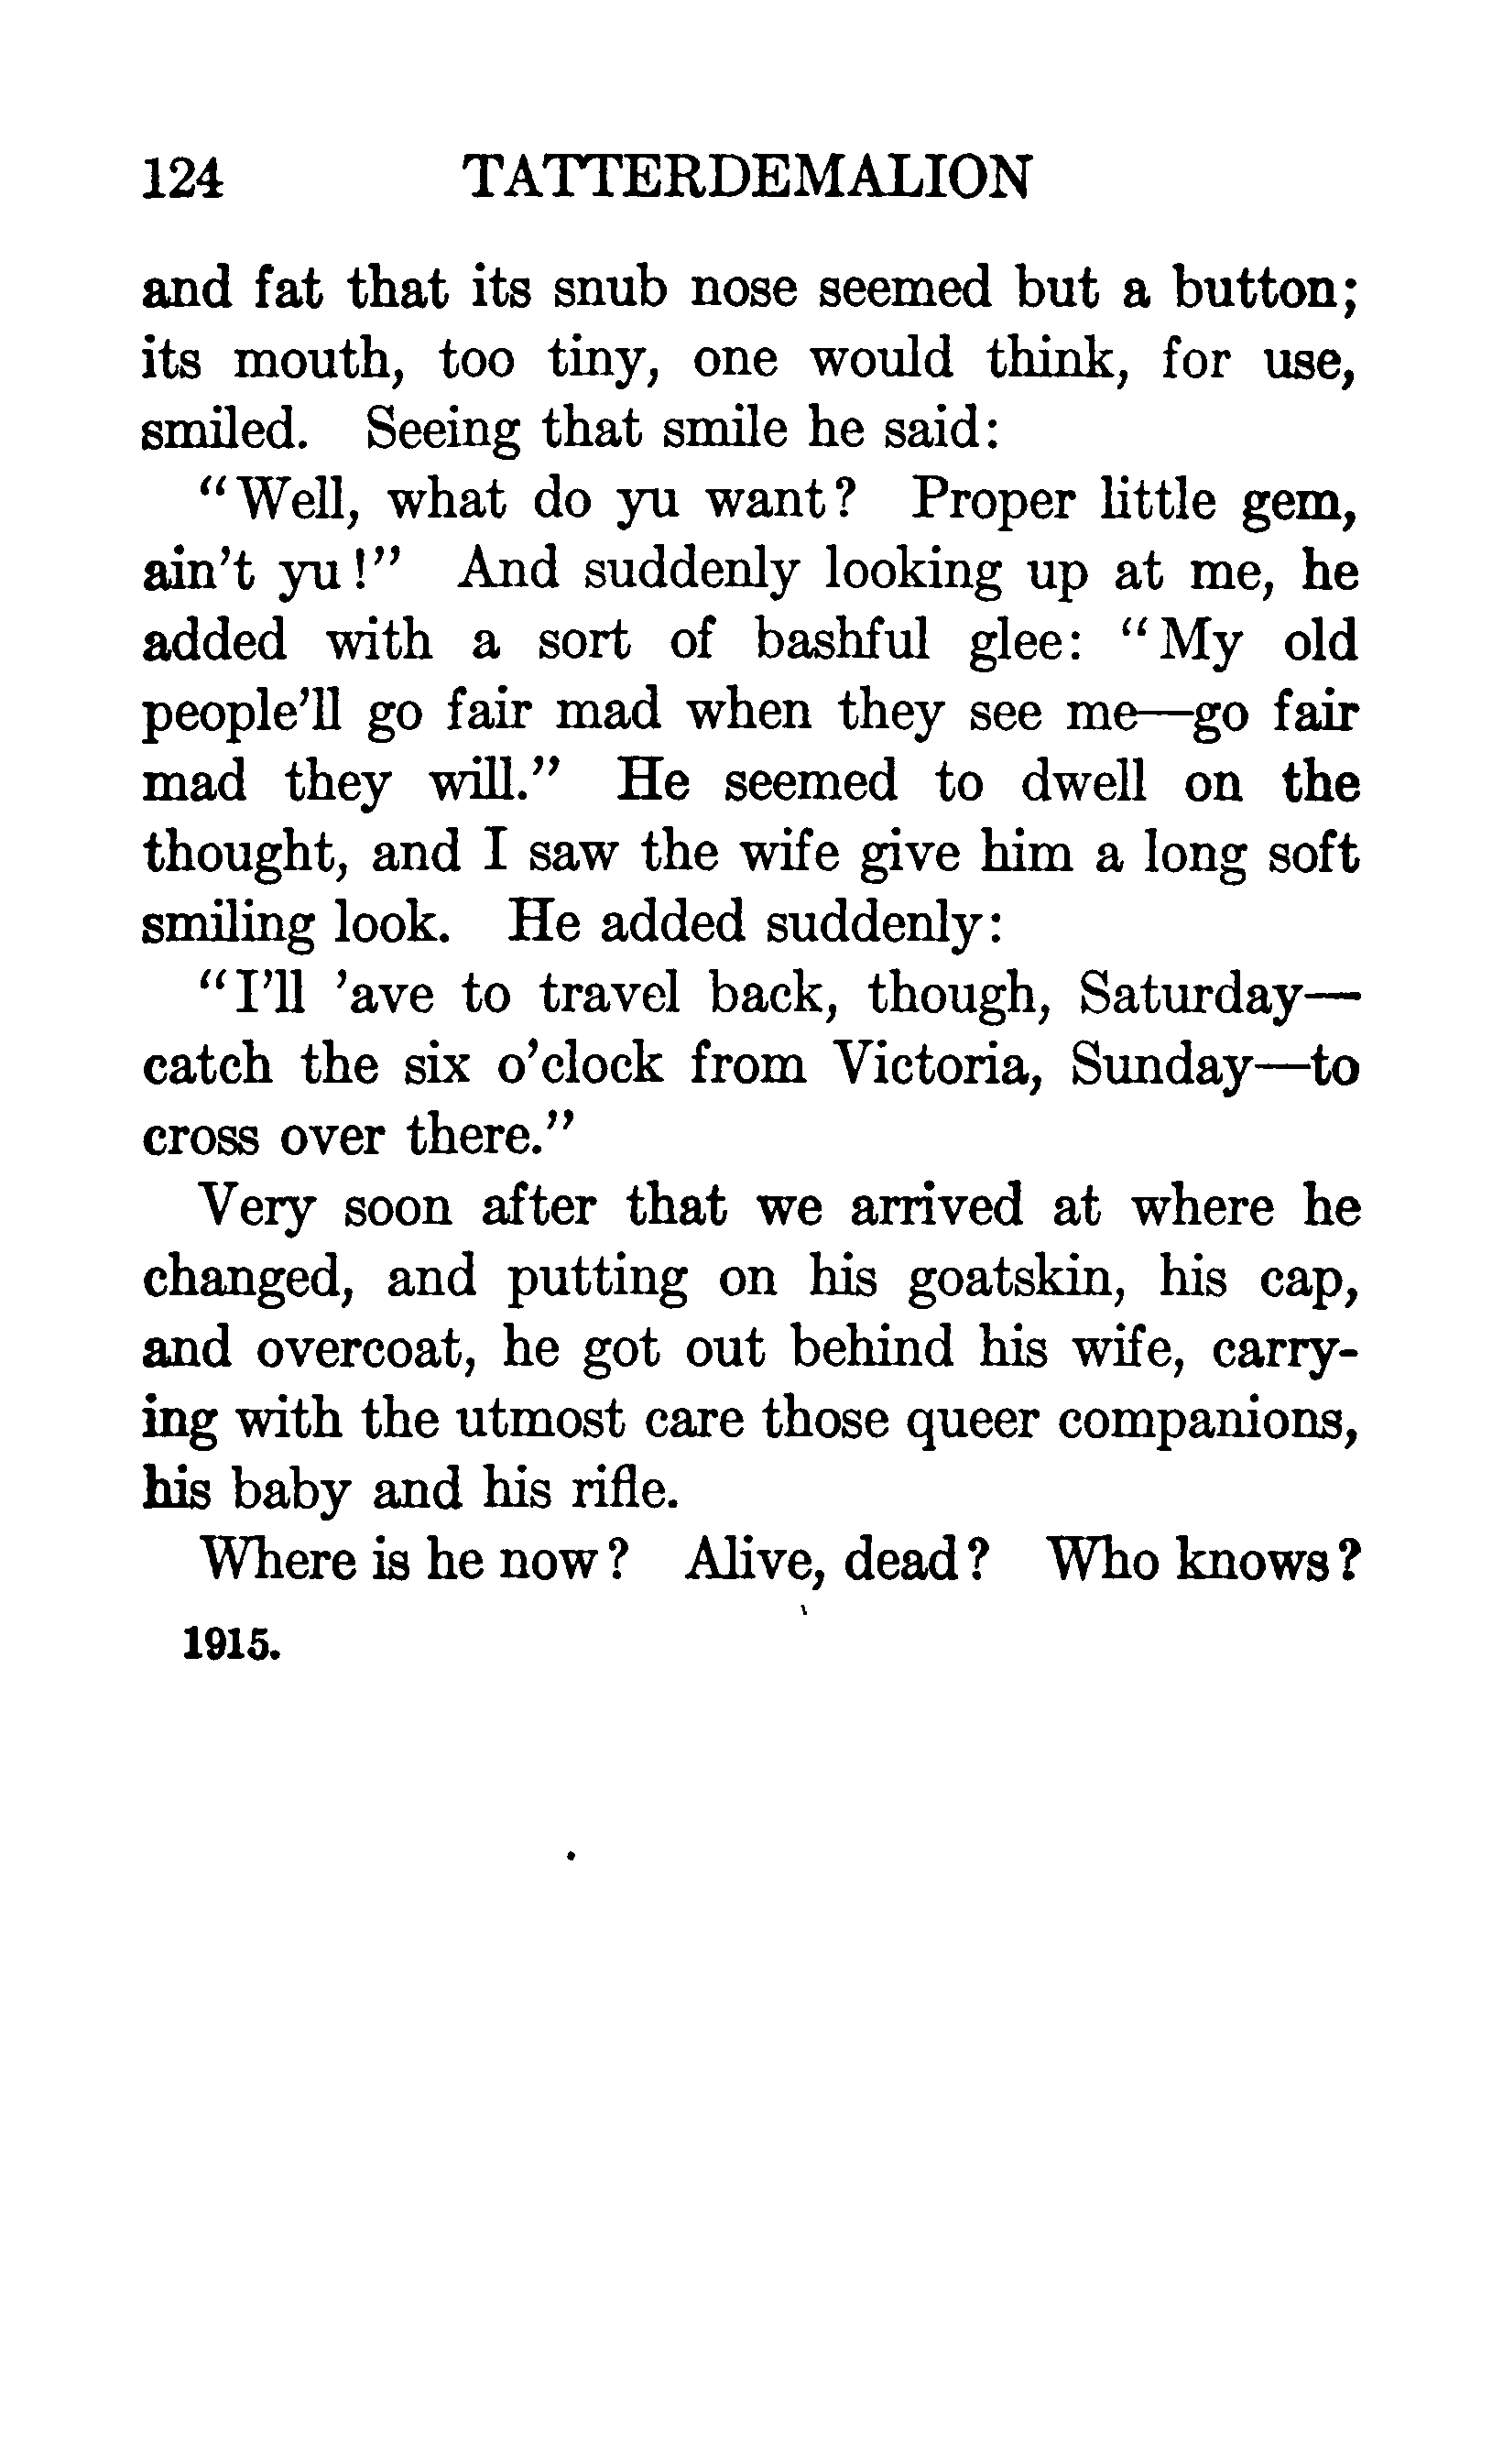 124 TATTERDEMALION
and fat that its snub nose seemed but a button;
its mouth, too tiny, one would think, for use,
smiled. Seeing that smile he said:
“Well, what do yu want? Proper little gem,
ain’t yu!” And suddenly looking up at me, he
added with a sort of bashful glee: “My old
people’ll go fair mad when they see me—go fair
mad they will.” He seemed to dwell on the
thought, and I saw the wife give him a long soft
smiling look. He added suddenly:
“I’ll ’ave to travel back, though, Saturday—
catch the six o’clock from Victoria, Sunday—to
cross over there.”
Very soon after that we arrived at where he
changed, and putting on his goatskin, his cap,
and overcoat, he got out behind his wife, carry-
ing with the utmost care those queer companions,
his baby and his rifle.
Where is he now? Alive, dead? Who knows?
1915.